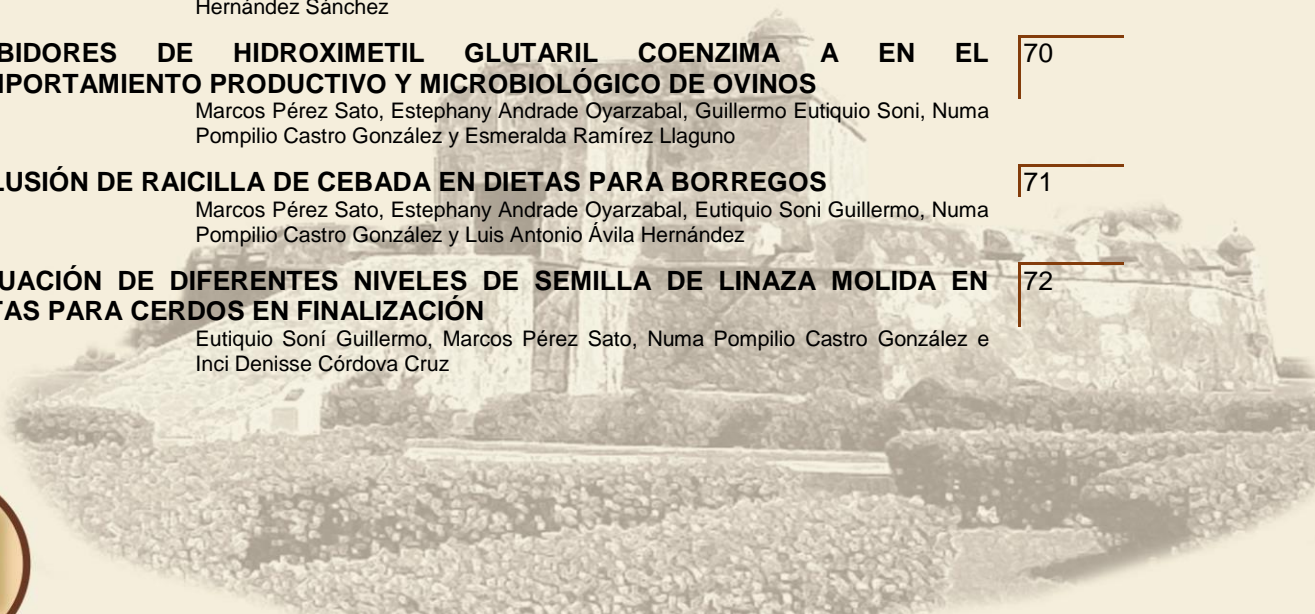 Hernández Sánchez
BIDORES DE HIDROXIMETIL GLUTARIL COENZIMA A EN EL 70
PORTAMIENTO PRODUCTIVO Y MICROBIOLÓGICO DE OVINOS
Marcos Pérez Sato, Estephany Andrade Oyarzabal, Guillermo Eutiquio Soni, Numa
Pompilio Castro González y Esmeralda Ramírez Llaguno
LUSIÓN DE RAICILLA DE CEBADA EN DIETAS PARA BORREGOS 71
Marcos Pérez Sato, Estephany Andrade Oyarzabal, Eutiquio Soni Guillermo, Numa
Pompilio Castro González y Luis Antonio Ávila Hernández
UACIÓN DE DIFERENTES NIVELES DE SEMILLA DE LINAZA MOLIDA EN 72
TAS PARA CERDOS EN FINALIZACIÓN
Eutiquio Soní Guillermo, Marcos Pérez Sato, Numa Pompilio Castro González e
Inci Denisse Córdova Cruz